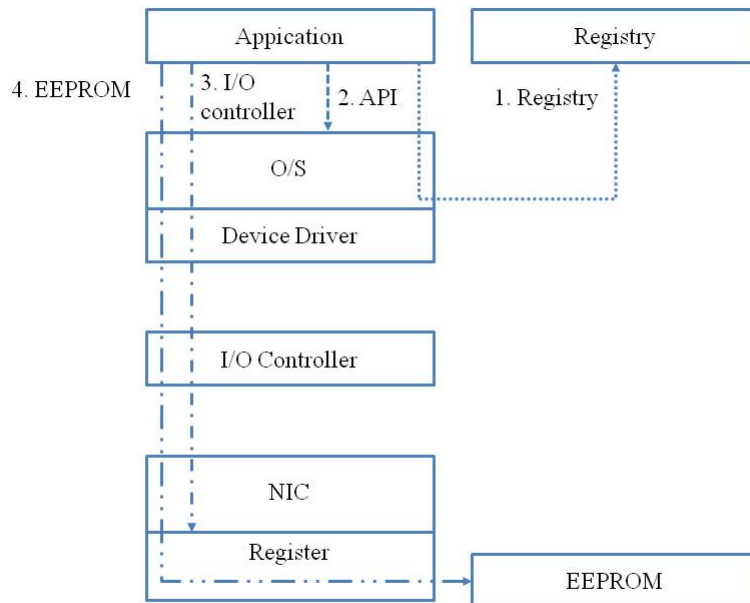 Appication
Registry
4. EEPROM
3. I/O
controller
2. API
1. Registry
O/S
Device Driver
I/O Controller
NIC
Register
EEPROM